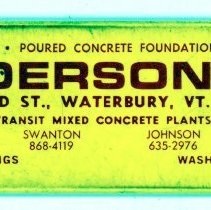 • POURED CONCRETE FOUNDATION
DERSON
D ST., WATERBURY, VT.
TRANSIT MIXED CONCRETE PLANTS
SWANTON JOHNSON
868-4119 635-2976
NGS WASH